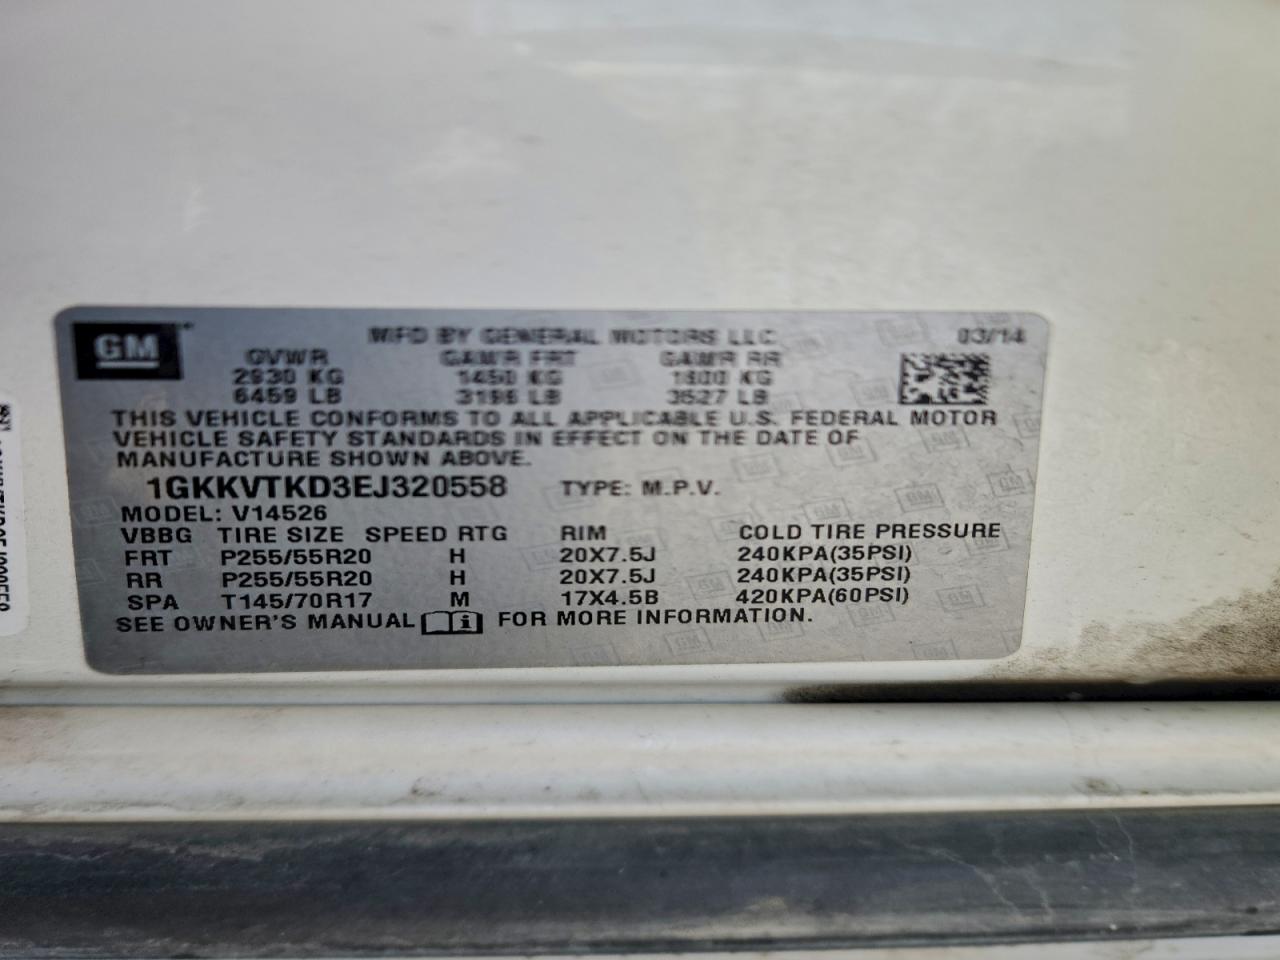 GM
MFD BY GENERAL MOTORS LLC 03/14
GVWR GAWR FRT GAWR RR
2930 KG 1450 KG 1600 KG
6459 LB 3196 LB 3527 LB
THIS VEHICLE CONFORMS TO ALL APPLICABLE U.S. FEDERAL MOTOR
VEHICLE SAFETY STANDARDS IN EFFECT ON THE DATE OF
MANUFACTURE SHOWN ABOVE.
1GKKVTKD3EJ320558 TYPE: M.P.V.
MODEL: V14526
VBBG TIRE SIZE SPEED RTG RIM COLD TIRE PRESSURE
FRT P255/55R20 H 20X7.5J 240KPA(35PSI)
RR P255/55R20 H 20X7.5J 240KPA(35PSI)
SPA T145/70R17 M 17X4.5B 420KPA(60PSI)
SEE OWNER'S MANUAL FOR MORE INFORMATION.